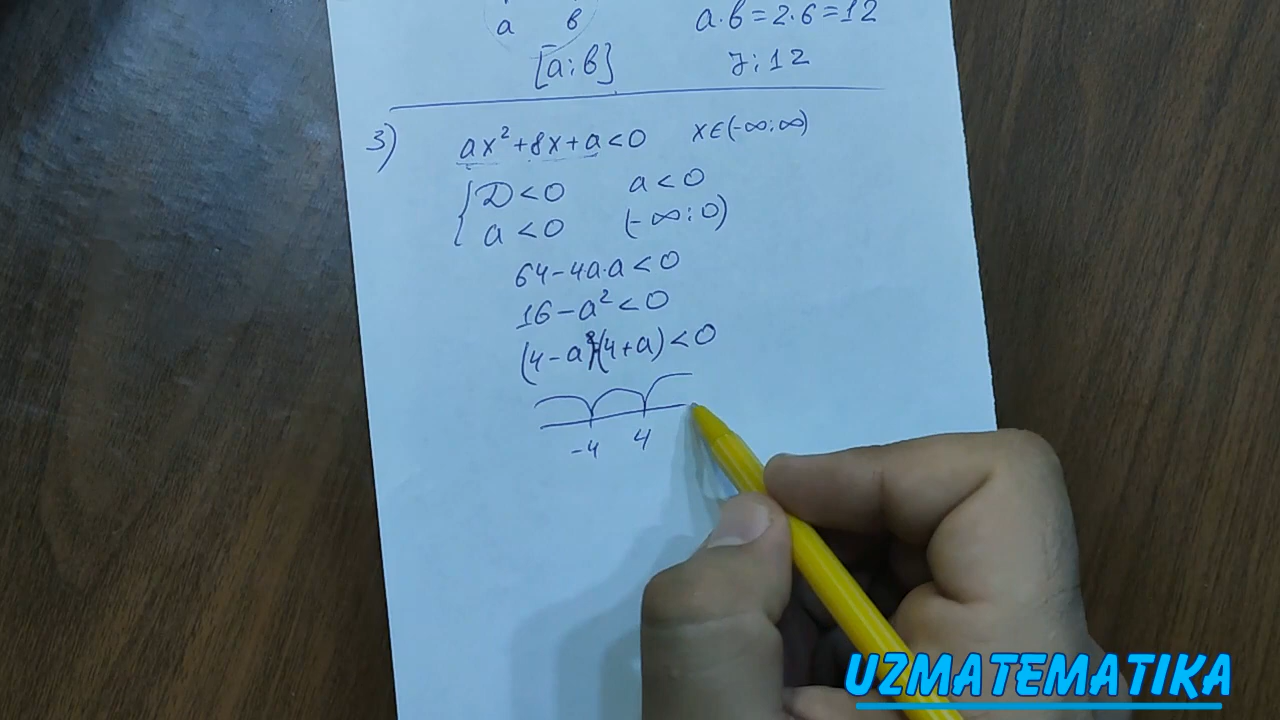 a в a·в=2·6=12
[a;в] J;12
3) ax²+8x+a<0 x∈(-∞;∞)
{D<0 a<0
a<0 (-∞;0)
64-4a·a<0
16-a²<0
(4-a)(4+a)<0
-4 4
UZMATEMATIKA